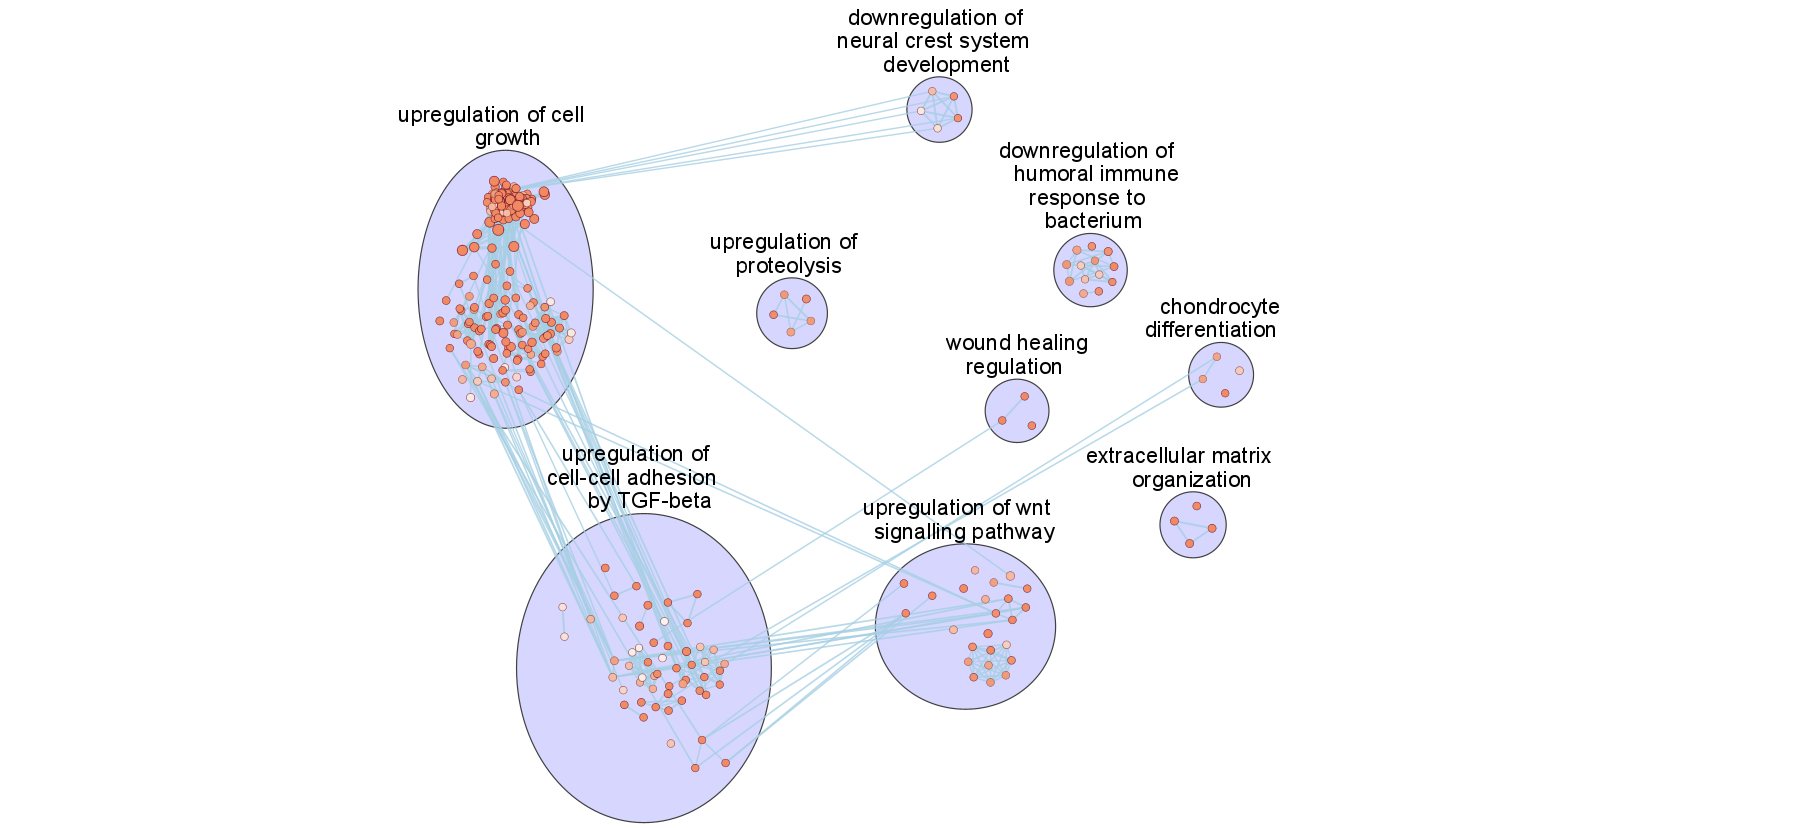 downregulation of
neural crest system
development
upregulation of cell
growth
downregulation of
humoral immune
response to
bacterium
upregulation of
proteolysis
chondrocyte
differentiation
wound healing
regulation
upregulation of
cell-cell adhesion
by TGF-beta
extracellular matrix
organization
upregulation of wnt
signalling pathway